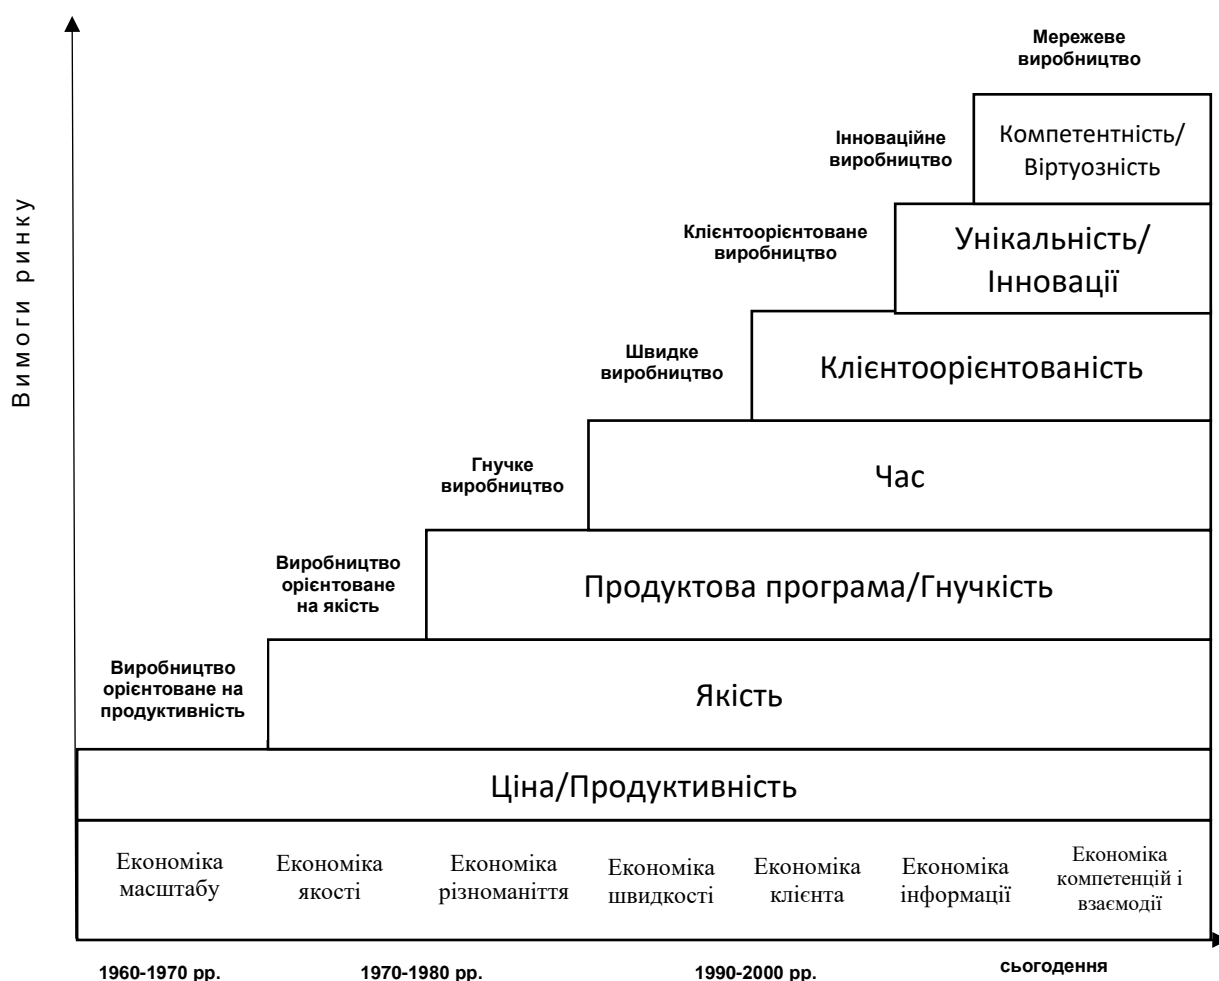 Мережеве
виробництво
Компетентність/
Віртуозність
Інноваційне
виробництво
Унікальність/
Інновації
Клієнтоорієнтоване
виробництво
Клієнтоорієнтованість
Швидке
виробництво
Час
Гнучке
виробництво
Продуктова програма/Гнучкість
Виробництво
орієнтоване
на якість
Якість
Виробництво
орієнтоване на
продуктивність
Ціна/Продуктивність
Вимоги ринку
Економіка
масштабу
Економіка
якості
Економіка
різноманіття
Економіка
швидкості
Економіка
клієнта
Економіка
інформації
Економіка
компетенцій і
взаємодії
1960-1970 рр.
1970-1980 рр.
1990-2000 рр.
сьогодення